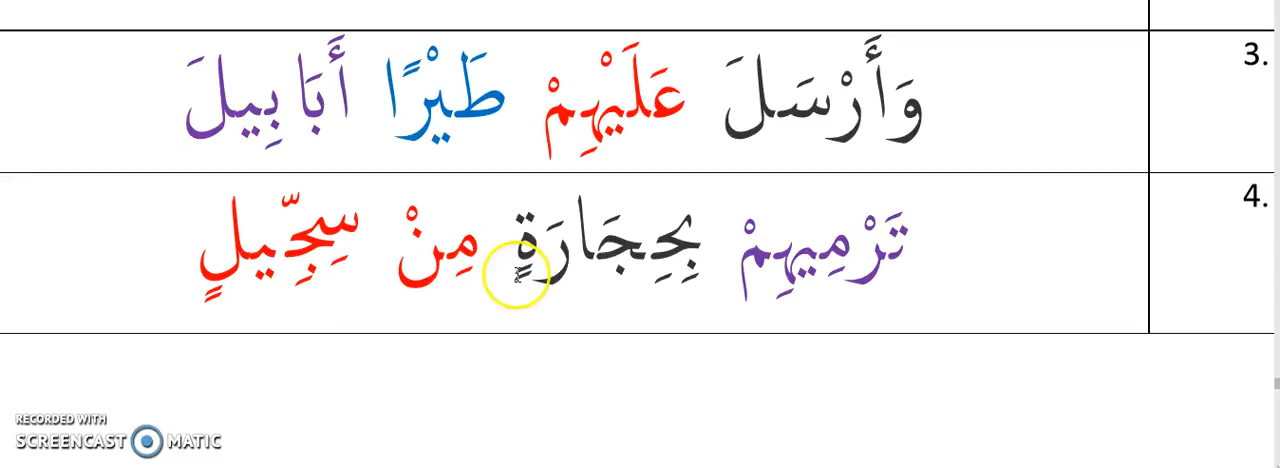 3. وَأَرْسَلَ عَلَيْهِمْ طَيْرًا أَبَابِيلَ
4. تَرْمِيهِمْ بِحِجَارَةٍ مِنْ سِجِّيلٍ
RECORDED WITH
SCREENCAST MATIC